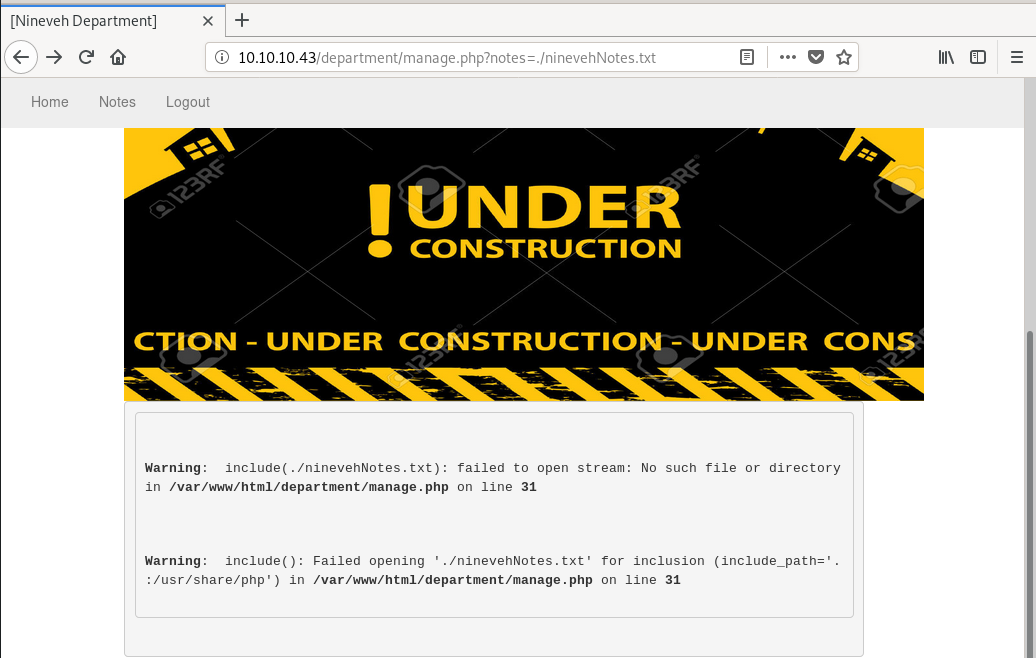 [Nineveh Department]
10.10.10.43/department/manage.php?notes=./ninevehNotes.txt
Home Notes Logout
123RF 123RF
!UNDER
CONSTRUCTION
CTION - UNDER CONSTRUCTION - UNDER CONS
123RF 123RF 123RF
Warning: include(./ninevehNotes.txt): failed to open stream: No such file or directory
in /var/www/html/department/manage.php on line 31
Warning: include(): Failed opening './ninevehNotes.txt' for inclusion (include_path='.
:/usr/share/php') in /var/www/html/department/manage.php on line 31